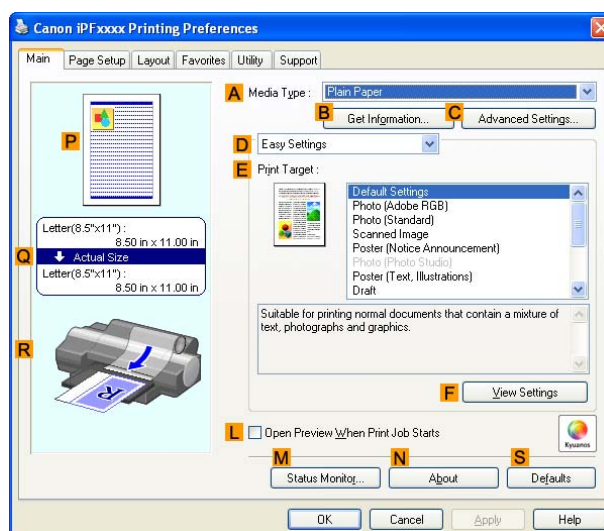 Canon iPFxxxx Printing Preferences
Main Page Setup Layout Favorites Utility Support
A Media Type : Plain Paper
B Get Information... C Advanced Settings...
D Easy Settings
E Print Target :
Default Settings
Photo (Adobe RGB)
Photo (Standard)
Scanned Image
Poster (Notice Announcement)
Photo (Photo Studio)
Poster (Text, Illustrations)
Draft
Suitable for printing normal documents that contain a mixture of
text, photographs and graphics.
F View Settings
P
Letter(8.5"x11") :
8.50 in x 11.00 in
Q Actual Size
Letter(8.5"x11") :
8.50 in x 11.00 in
R
R
L Open Preview When Print Job Starts
Kyuanos
M Status Monitor... N About S Defaults
OK Cancel Apply Help